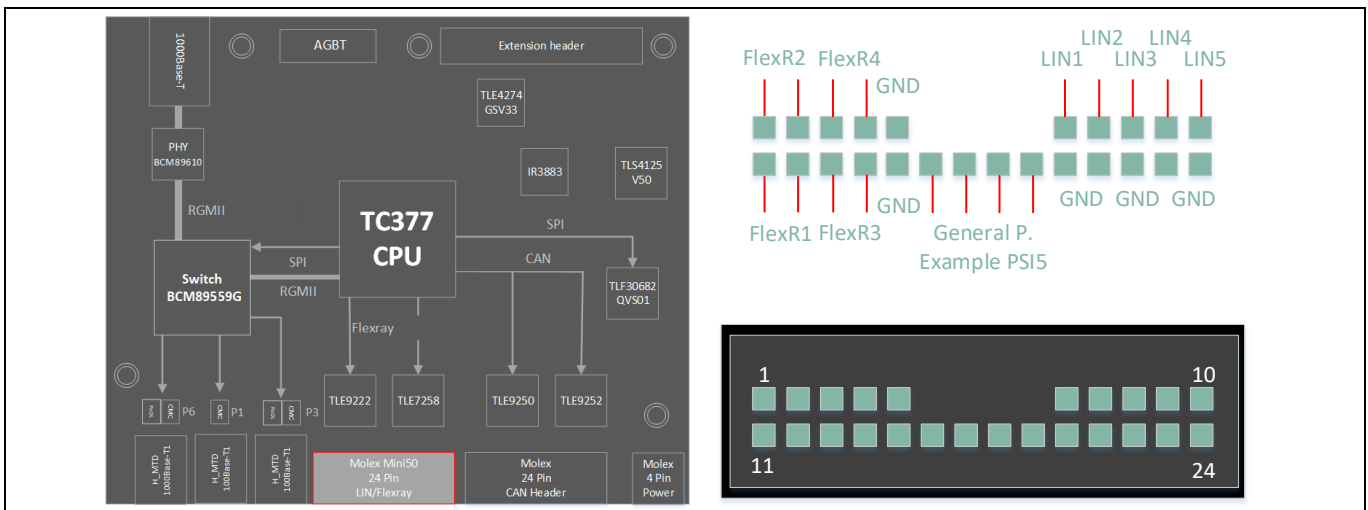 1000Base-T
AGBT
Extension header
TLE4274
GSV33
PHY
BCM89610
IR3883
TLS4125
V50
RGMII
TC377
CPU
SPI
CAN
Switch
BCM89559G
SPI
RGMII
TLF30682
QVS01
Flexray
TLE9222
TLE7258
TLE9250
TLE9252
CMC
P6
CMC
P1
CMC
P3
H_MTD
1000Base-T1
H_MTD
100Base-T1
H_MTD
100Base-T1
Molex Mini50
24 Pin
LIN/Flexray
Molex
24 Pin
CAN Header
Molex
4 Pin
Power
LIN2
LIN4
FlexR2
FlexR4
LIN1
LIN3
LIN5
GND
GND
GND
GND
GND
FlexR1
FlexR3
General P.
Example PSI5
1
10
11
24